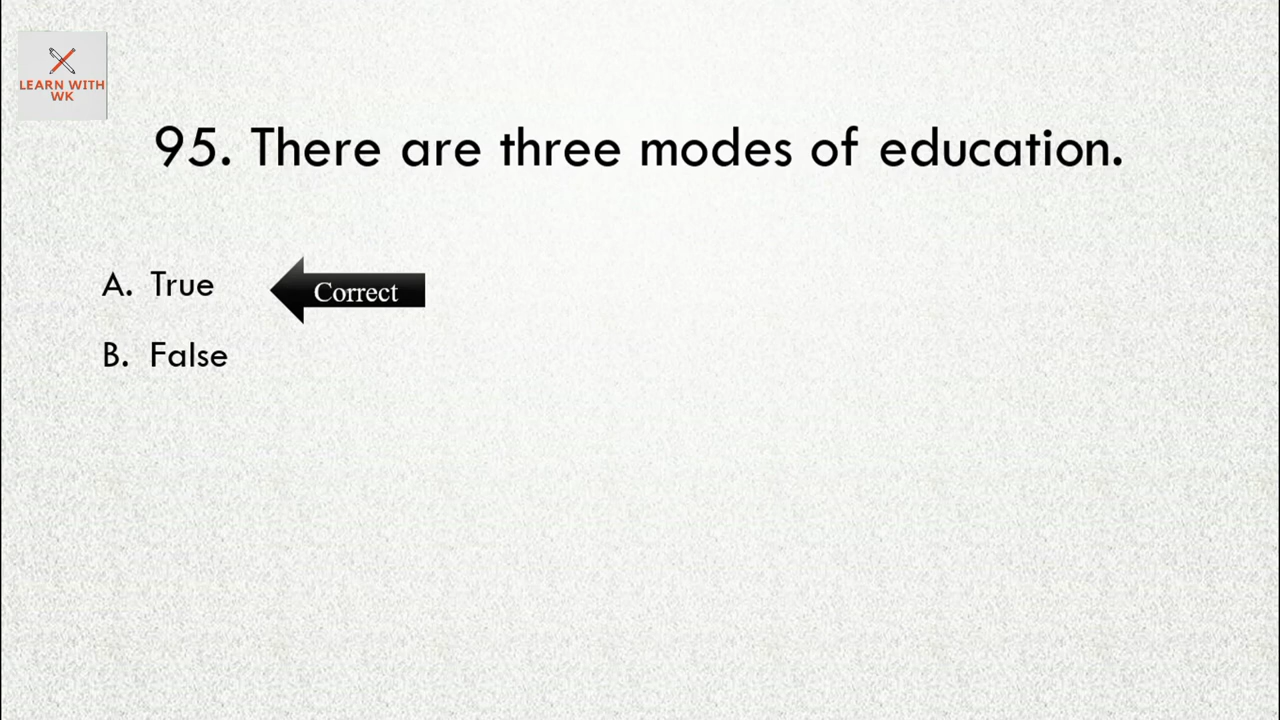 LEARN WITH
WK
95. There are three modes of education.
A. True
Correct
B. False